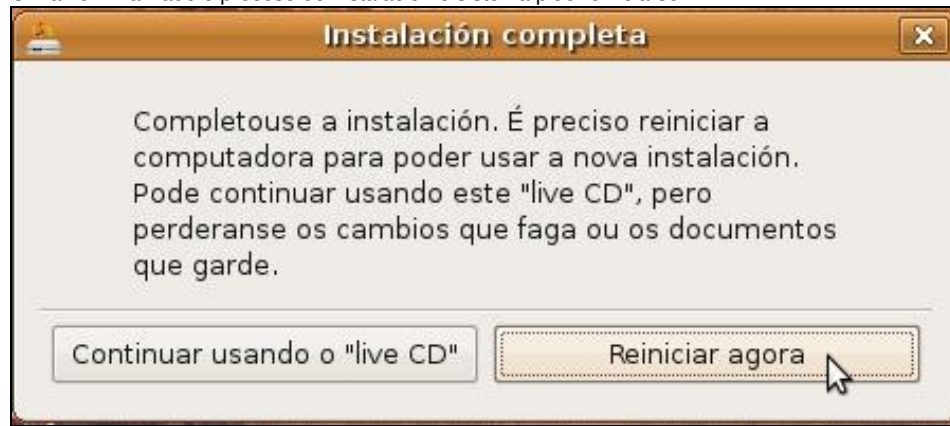 Instalación completa
Completouse a instalación. É preciso reiniciar a
computadora para poder usar a nova instalación.
Pode continuar usando este "live CD", pero
perderanse os cambios que faga ou os documentos
que garde.
Continuar usando o "live CD" Reiniciar agora